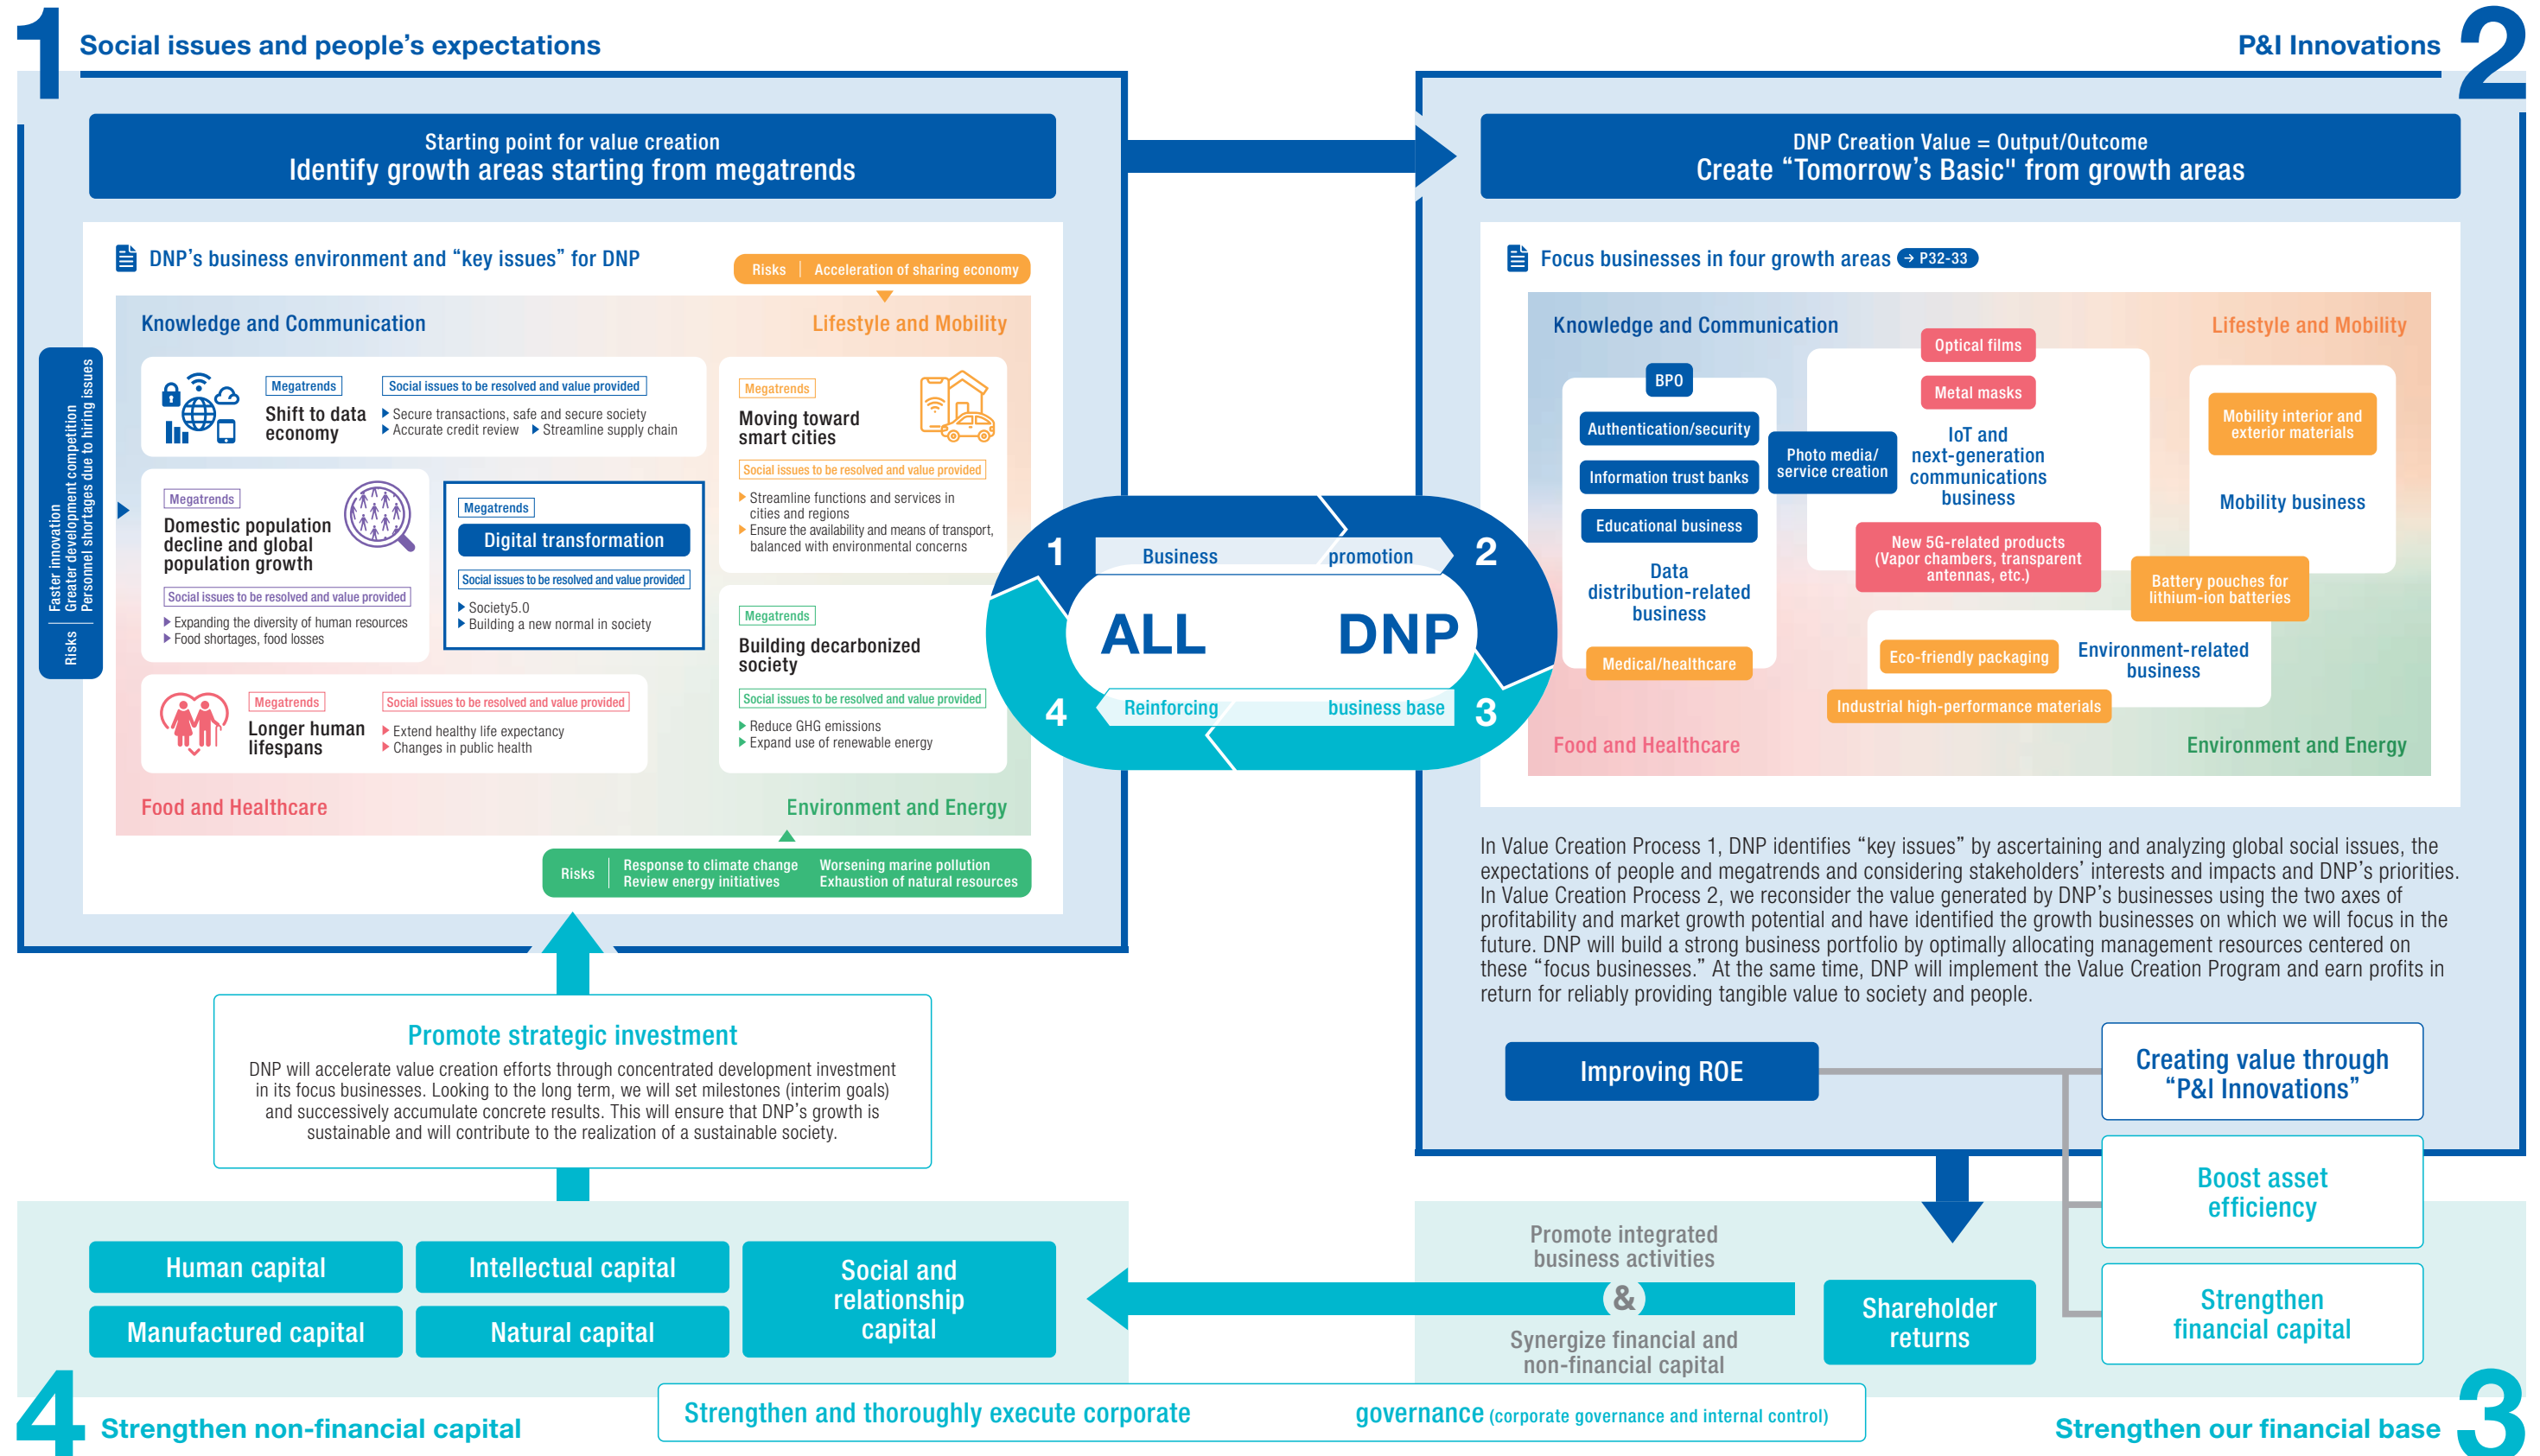 1
Social issues and people's expectations
P&I Innovations
2
Starting point for value creation
Identify growth areas starting from megatrends
DNP's business environment and “key issues” for DNP
Risks
Acceleration of sharing economy
Knowledge and Communication
Lifestyle and Mobility
Risks
Faster innovation
Greater development competition
Personnel shortages due to hiring issues
Megatrends
Shift to data
economy
Social issues to be resolved and value provided
Secure transactions, safe and secure society
Accurate credit review
Streamline supply chain
Megatrends
Moving toward
smart cities
Social issues to be resolved and value provided
Streamline functions and services in
cities and regions
Ensure the availability and means of transport,
balanced with environmental concerns
Megatrends
Domestic population
decline and global
population growth
Social issues to be resolved and value provided
Expanding the diversity of human resources
Food shortages, food losses
Megatrends
Digital transformation
Social issues to be resolved and value provided
Society5.0
Building a new normal in society
Megatrends
Building decarbonized
society
Social issues to be resolved and value provided
Reduce GHG emissions
Expand use of renewable energy
Megatrends
Longer human
lifespans
Social issues to be resolved and value provided
Extend healthy life expectancy
Changes in public health
Food and Healthcare
Environment and Energy
Risks
Response to climate change
Review energy initiatives
Worsening marine pollution
Exhaustion of natural resources
1
Business promotion
2
ALL DNP
4
Reinforcing business base
3
DNP Creation Value = Output/Outcome
Create “Tomorrow's Basic" from growth areas
Focus businesses in four growth areas
→ P32-33
Knowledge and Communication
Lifestyle and Mobility
BPO
Authentication/security
Information trust banks
Educational business
Data
distribution-related
business
Medical/healthcare
Photo media/
service creation
Optical films
Metal masks
IoT and
next-generation
communications
business
New 5G-related products
(Vapor chambers, transparent
antennas, etc.)
Mobility interior and
exterior materials
Mobility business
Battery pouches for
lithium-ion batteries
Eco-friendly packaging
Environment-related
business
Industrial high-performance materials
Food and Healthcare
Environment and Energy
In Value Creation Process 1, DNP identifies “key issues” by ascertaining and analyzing global social issues, the
expectations of people and megatrends and considering stakeholders' interests and impacts and DNP's priorities.
In Value Creation Process 2, we reconsider the value generated by DNP's businesses using the two axes of
profitability and market growth potential and have identified the growth businesses on which we will focus in the
future. DNP will build a strong business portfolio by optimally allocating management resources centered on
these “focus businesses.” At the same time, DNP will implement the Value Creation Program and earn profits in
return for reliably providing tangible value to society and people.
Improving ROE
Creating value through
“P&I Innovations”
Boost asset
efficiency
Strengthen
financial capital
Promote strategic investment
DNP will accelerate value creation efforts through concentrated development investment
in its focus businesses. Looking to the long term, we will set milestones (interim goals)
and successively accumulate concrete results. This will ensure that DNP's growth is
sustainable and will contribute to the realization of a sustainable society.
Human capital
Intellectual capital
Social and
relationship
capital
Manufactured capital
Natural capital
Promote integrated
business activities
&
Synergize financial and
non-financial capital
Shareholder
returns
4
Strengthen non-financial capital
Strengthen and thoroughly execute corporate governance (corporate governance and internal control)
Strengthen our financial base
3